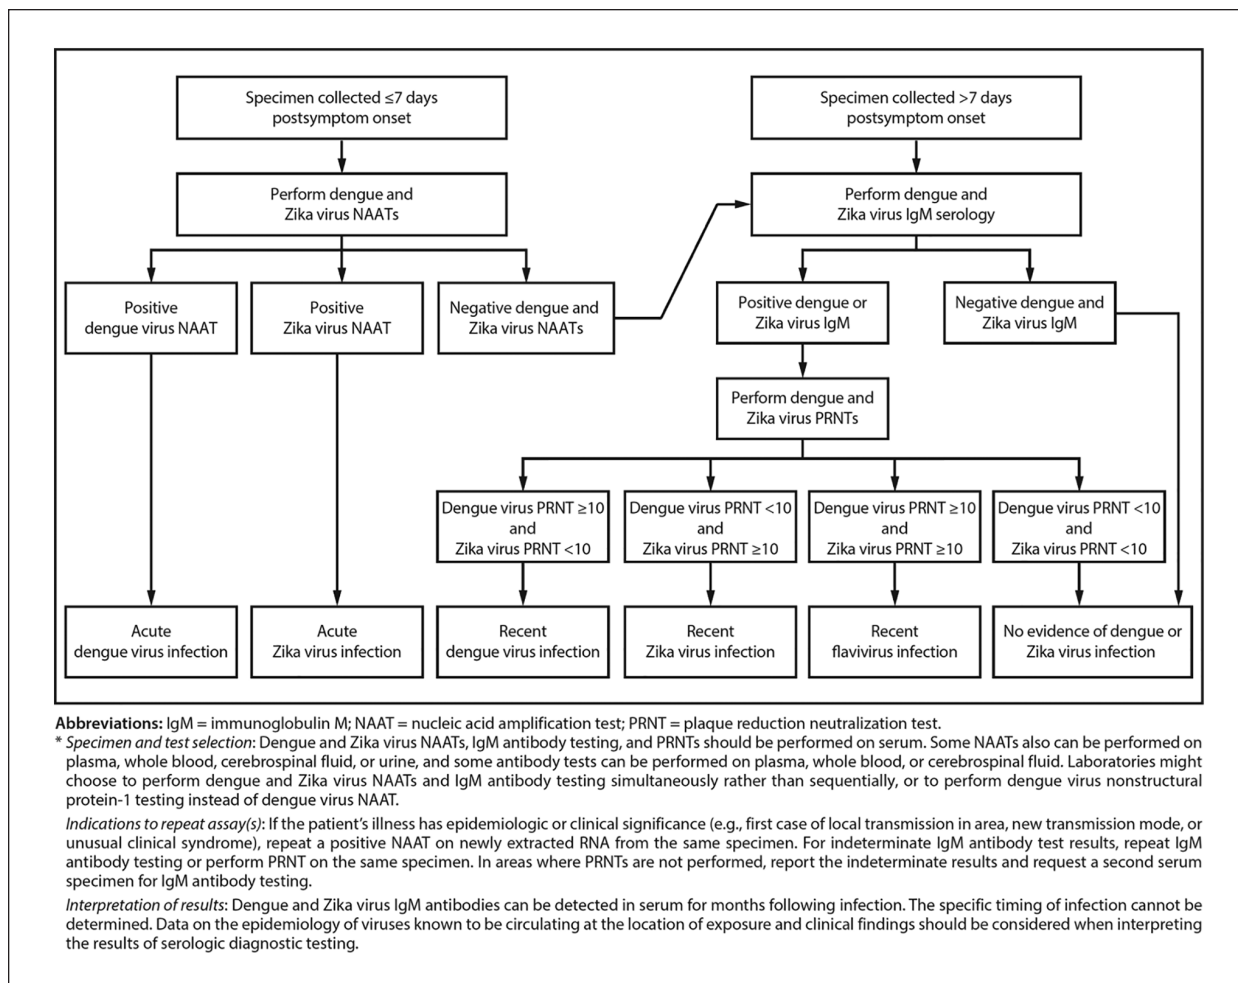 Specimen collected ≤7 days
postsymptom onset
Specimen collected >7 days
postsymptom onset
Perform dengue and
Zika virus NAATs
Perform dengue and
Zika virus IgM serology
Positive
dengue virus NAAT
Positive
Zika virus NAAT
Negative dengue and
Zika virus NAATs
Positive dengue or
Zika virus IgM
Negative dengue and
Zika virus IgM
Perform dengue and
Zika virus PRNTs
Dengue virus PRNT ≥10
and
Zika virus PRNT <10
Dengue virus PRNT <10
and
Zika virus PRNT ≥10
Dengue virus PRNT ≥10
and
Zika virus PRNT ≥10
Dengue virus PRNT <10
and
Zika virus PRNT <10
Acute
dengue virus infection
Acute
Zika virus infection
Recent
dengue virus infection
Recent
Zika virus infection
Recent
flavivirus infection
No evidence of dengue or
Zika virus infection
Abbreviations: IgM = immunoglobulin M; NAAT = nucleic acid amplification test; PRNT = plaque reduction neutralization test.
* Specimen and test selection: Dengue and Zika virus NAATs, IgM antibody testing, and PRNTs should be performed on serum. Some NAATs also can be performed on
plasma, whole blood, cerebrospinal fluid, or urine, and some antibody tests can be performed on plasma, whole blood, or cerebrospinal fluid. Laboratories might
choose to perform dengue and Zika virus NAATs and IgM antibody testing simultaneously rather than sequentially, or to perform dengue virus nonstructural
protein-1 testing instead of dengue virus NAAT.
Indications to repeat assay(s): If the patient's illness has epidemiologic or clinical significance (e.g., first case of local transmission in area, new transmission mode, or
unusual clinical syndrome), repeat a positive NAAT on newly extracted RNA from the same specimen. For indeterminate IgM antibody test results, repeat IgM
antibody testing or perform PRNT on the same specimen. In areas where PRNTs are not performed, report the indeterminate results and request a second serum
specimen for IgM antibody testing.
Interpretation of results: Dengue and Zika virus IgM antibodies can be detected in serum for months following infection. The specific timing of infection cannot be
determined. Data on the epidemiology of viruses known to be circulating at the location of exposure and clinical findings should be considered when interpreting
the results of serologic diagnostic testing.